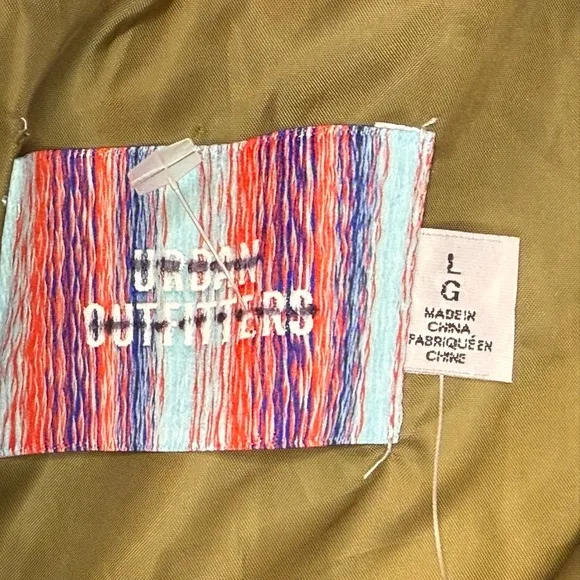 URBAN
OUTFITTERS
L
G
MADE IN
CHINA
FABRIQUÉ EN
CHINE